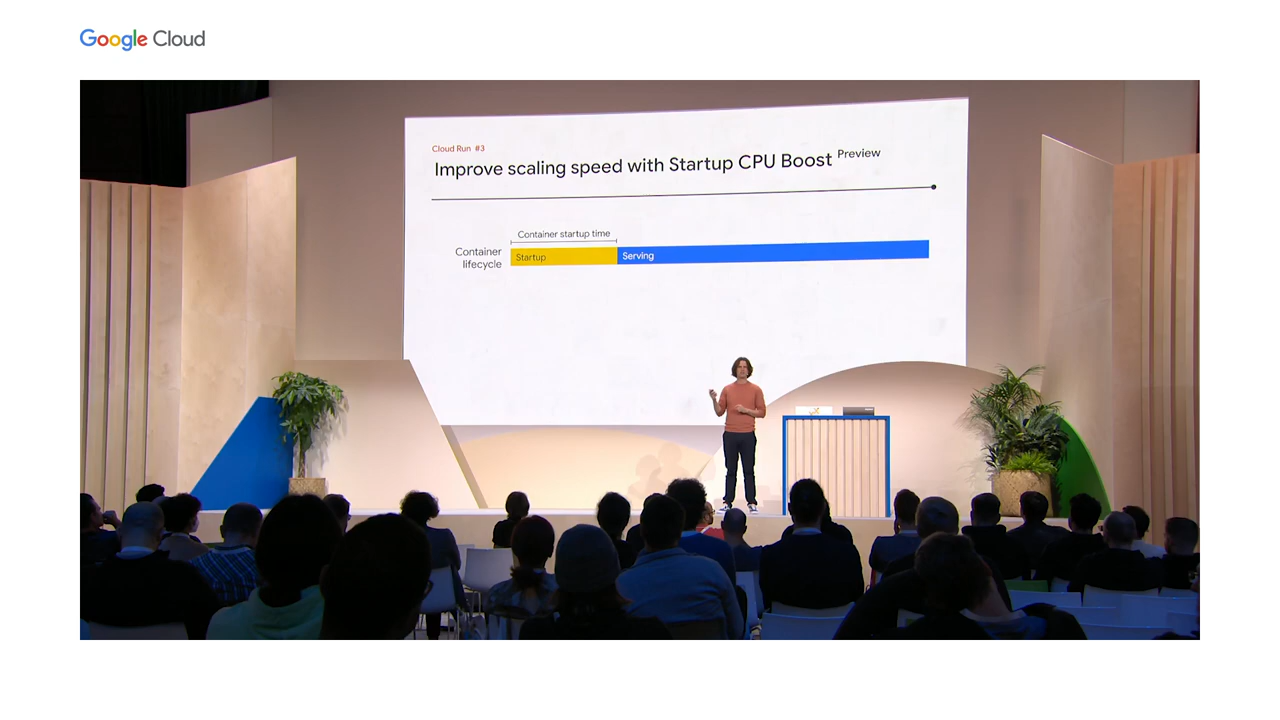 Google Cloud
Cloud Run #3
Improve scaling speed with Startup CPU Boost Preview
Container startup time
Container
lifecycle
Startup
Serving